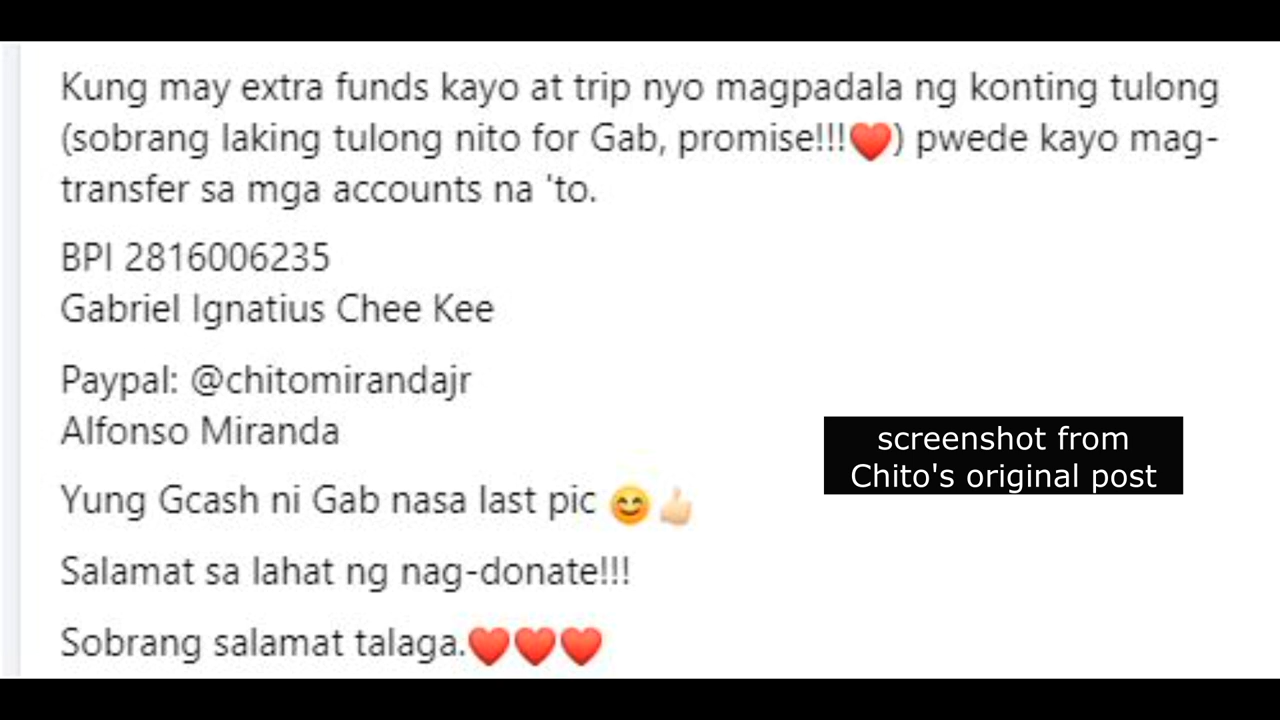 Kung may extra funds kayo at trip nyo magpadala ng konting tulong
(sobrang laking tulong nito for Gab, promise!!!❤️) pwede kayo mag-
transfer sa mga accounts na 'to.
BPI 2816006235
Gabriel Ignatius Chee Kee
Paypal: @chitomirandajr
Alfonso Miranda
screenshot from
Chito's original post
Yung Gcash ni Gab nasa last pic 😊👍🏻
Salamat sa lahat ng nag-donate!!!
Sobrang salamat talaga.❤️❤️❤️